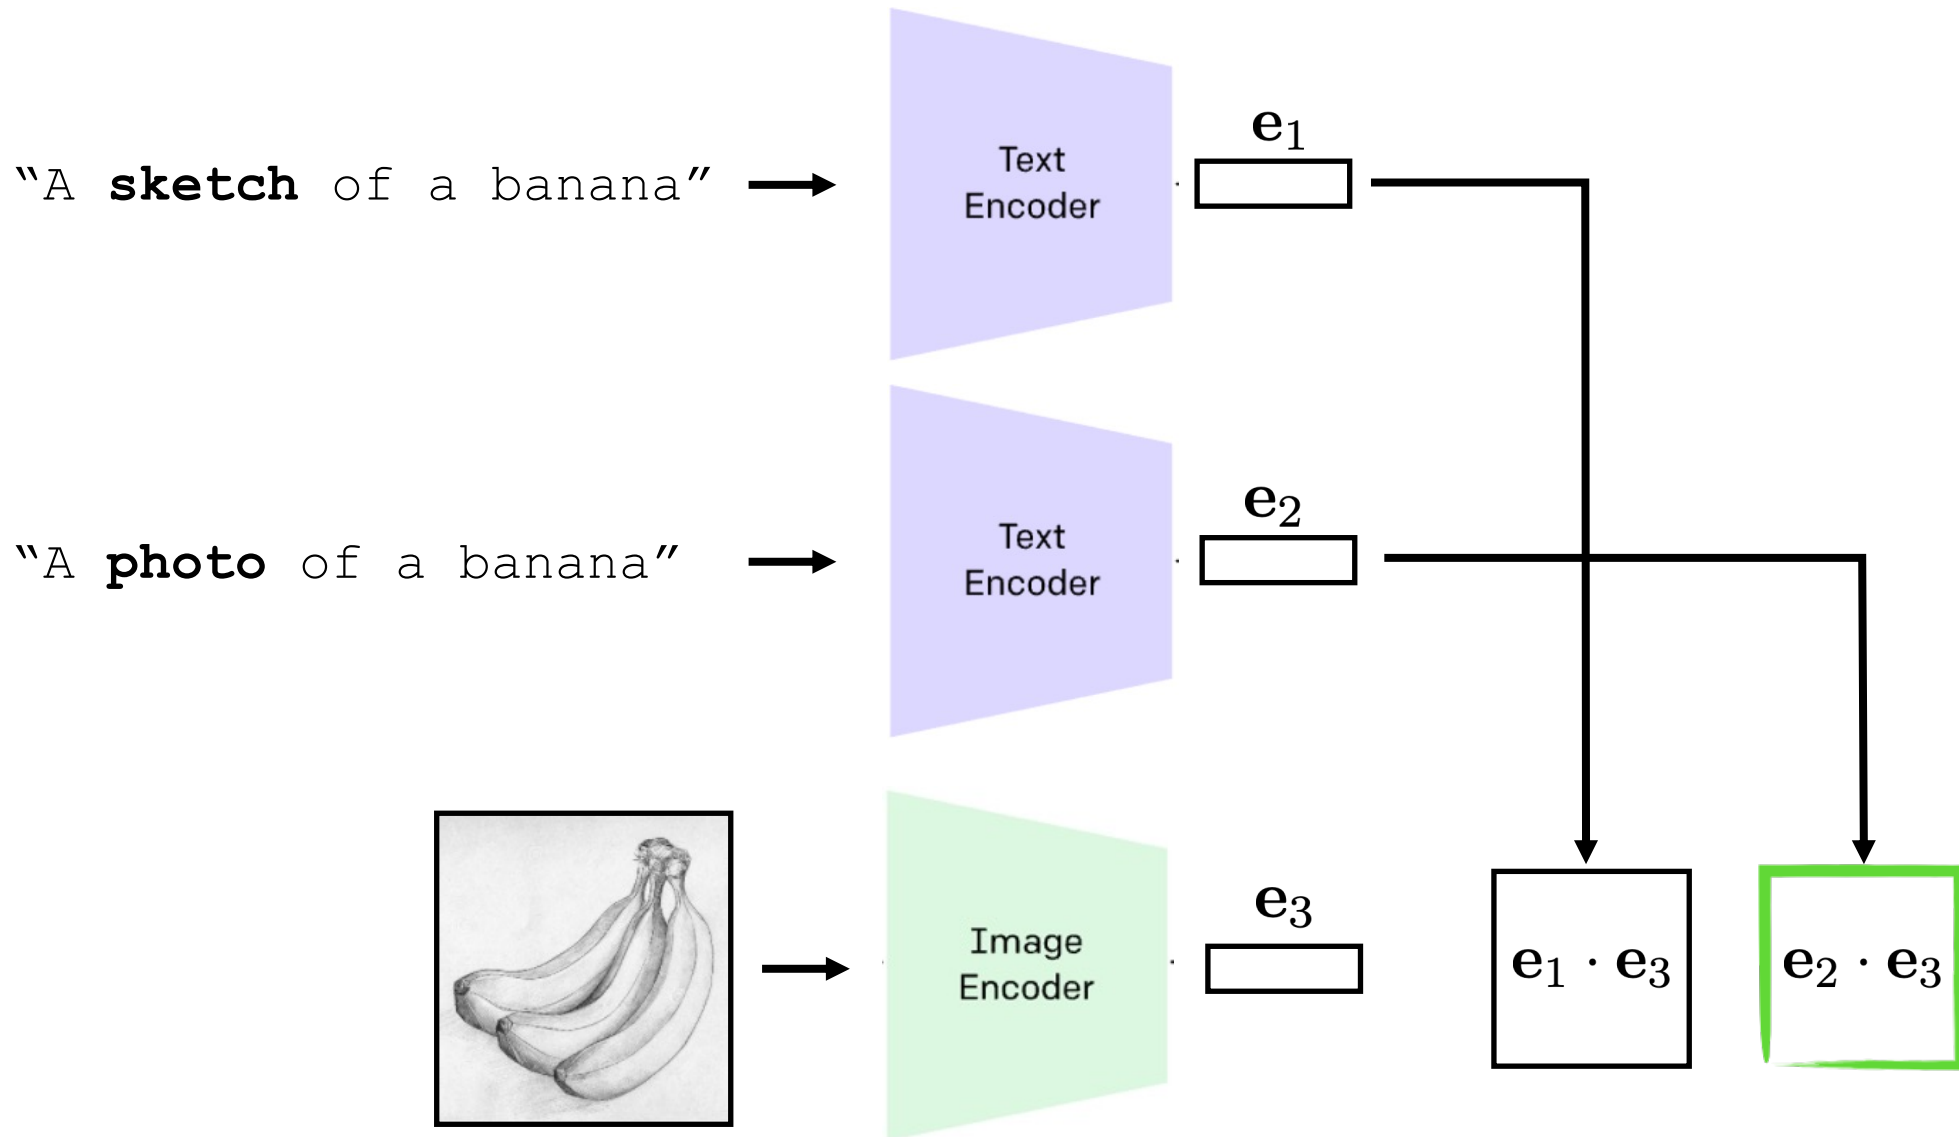 “A sketch of a banana”
Text
Encoder
e1
“A photo of a banana”
Text
Encoder
e2
Image
Encoder
e3
e1 · e3
e2 · e3